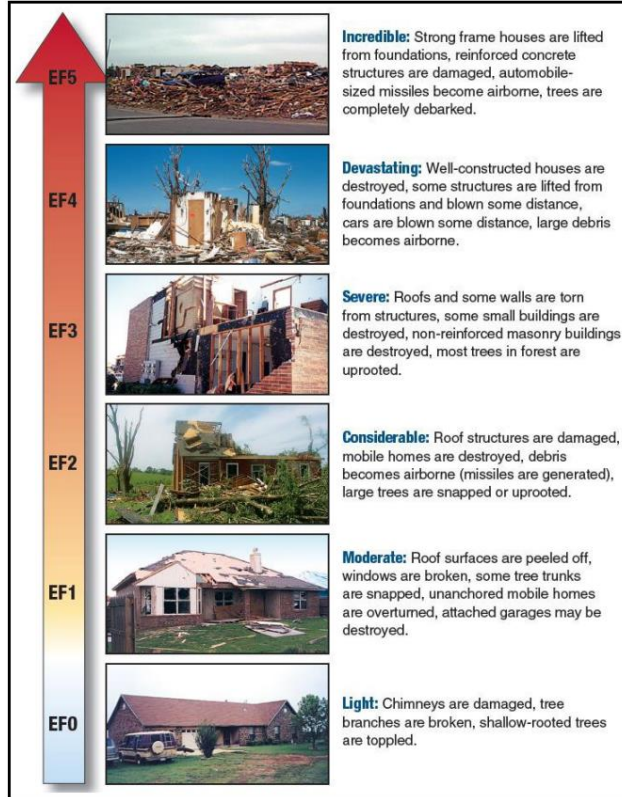 EF5
Incredible: Strong frame houses are lifted
from foundations, reinforced concrete
structures are damaged, automobile-
sized missiles become airborne, trees are
completely debarked.
EF4
Devastating: Well-constructed houses are
destroyed, some structures are lifted from
foundations and blown some distance,
cars are blown some distance, large debris
becomes airborne.
EF3
Severe: Roofs and some walls are torn
from structures, some small buildings are
destroyed, non-reinforced masonry buildings
are destroyed, most trees in forest are
uprooted.
EF2
Considerable: Roof structures are damaged,
mobile homes are destroyed, debris
becomes airborne (missiles are generated),
large trees are snapped or uprooted.
EF1
Moderate: Roof surfaces are peeled off,
windows are broken, some tree trunks
are snapped, unanchored mobile homes
are overturned, attached garages may be
destroyed.
EF0
Light: Chimneys are damaged, tree
branches are broken, shallow-rooted trees
are toppled.